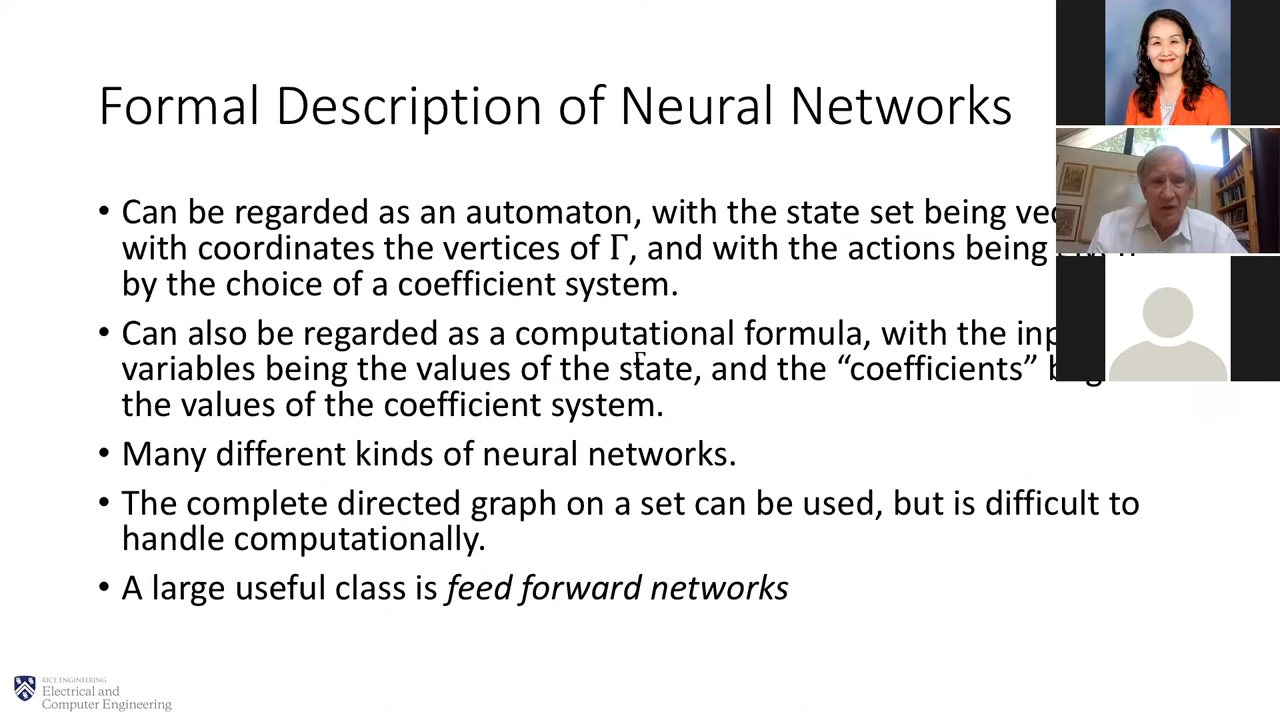 Formal Description of Neural Networks
• Can be regarded as an automaton, with the state set being
with coordinates the vertices of Γ, and with the actions being
by the choice of a coefficient system.
• Can also be regarded as a computational formula, with the
variables being the values of the state, and the “coefficients”
Γ
the values of the coefficient system.
• Many different kinds of neural networks.
• The complete directed graph on a set can be used, but is difficult to
handle computationally.
• A large useful class is feed forward networks
RICE ENGINEERING
Electrical and
Computer Engineering